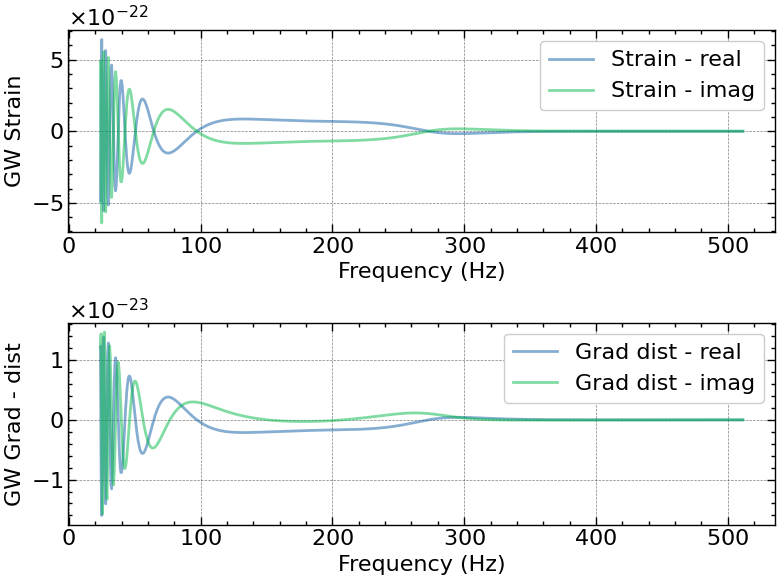 ×10⁻²²
GW Strain
5
0
−5
Strain - real
Strain - imag
0 100 200 300 400 500
Frequency (Hz)
×10⁻²³
GW Grad - dist
1
0
−1
Grad dist - real
Grad dist - imag
0 100 200 300 400 500
Frequency (Hz)